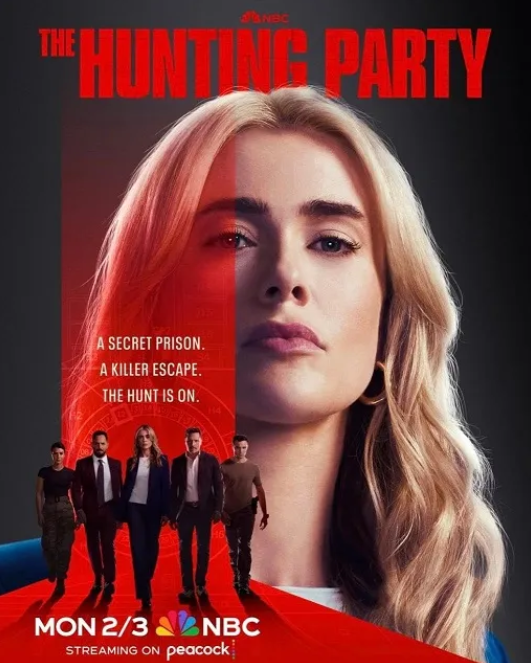 NBC
THE HUNTING PARTY
A SECRET PRISON.
A KILLER ESCAPE.
THE HUNT IS ON.
MON 2/3 NBC
STREAMING ON peacock